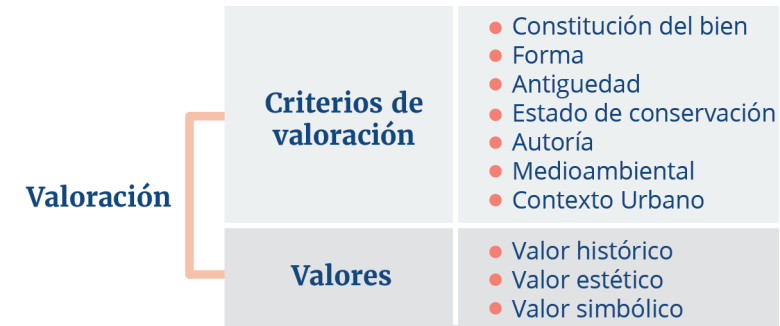 Valoración
Criterios de
valoración
Constitución del bien
Forma
Antiguedad
Estado de conservación
Autoría
Medioambiental
Contexto Urbano
Valores
Valor histórico
Valor estético
Valor simbólico